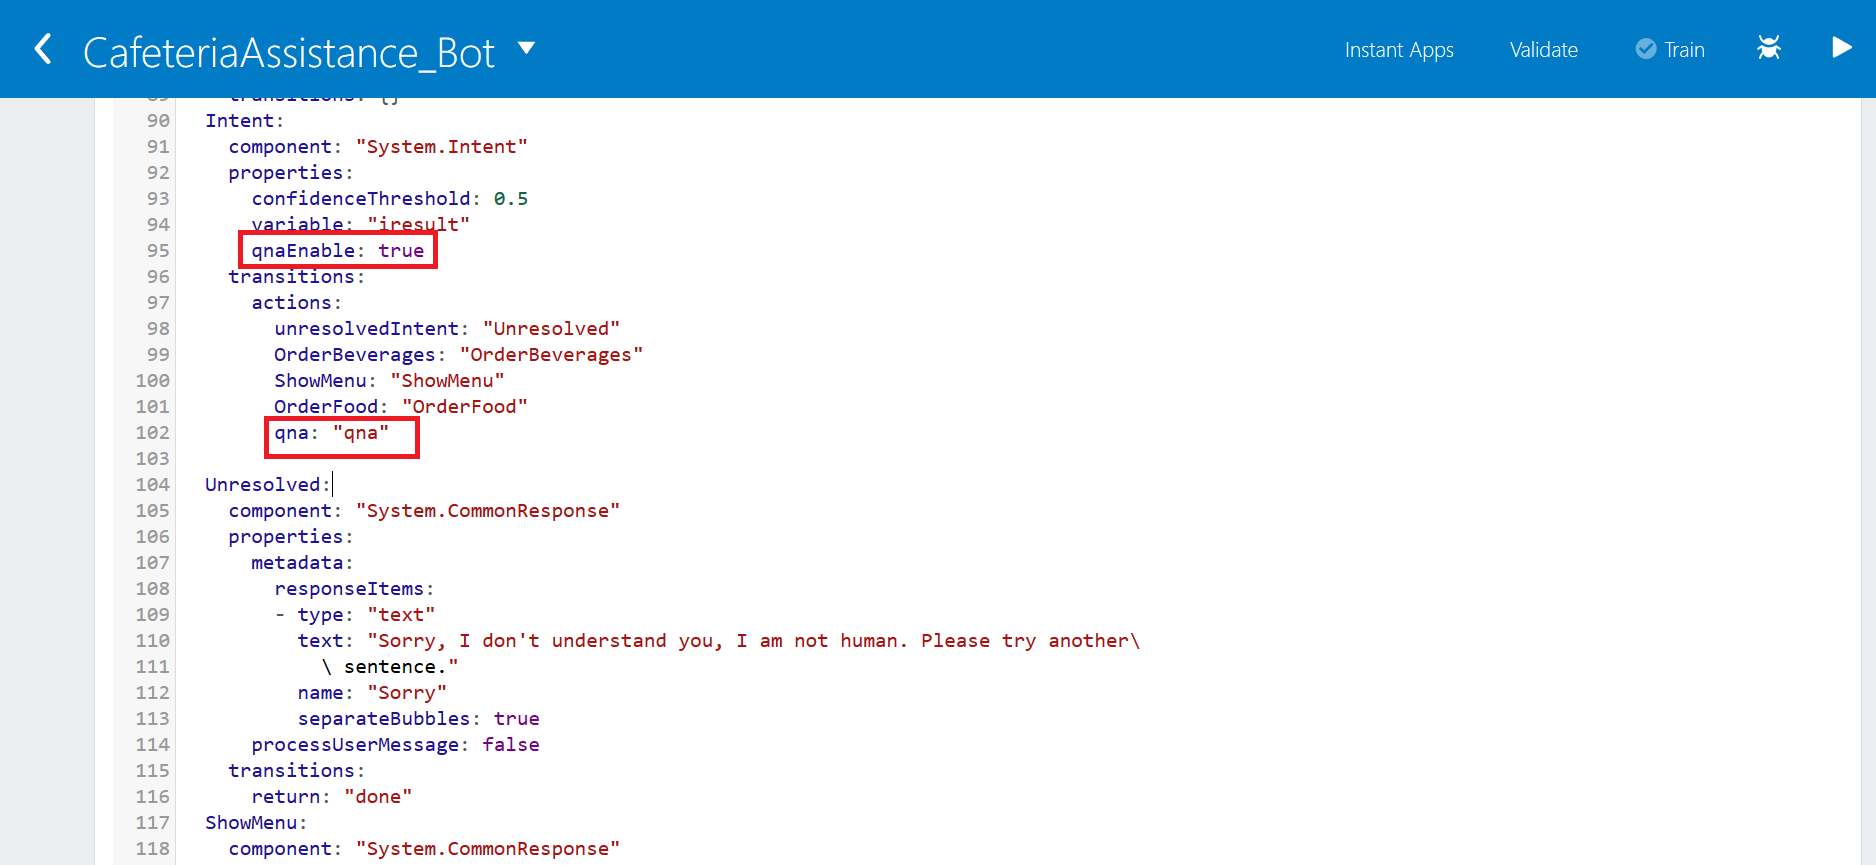 CafeteriaAssistance_Bot
Instant Apps
Validate
Train
89 transitions: {}
90 Intent:
91 component: "System.Intent"
92 properties:
93 confidenceThreshold: 0.5
94 variable: "iresult"
95 qnaEnable: true
96 transitions:
97 actions:
98 unresolvedIntent: "Unresolved"
99 OrderBeverages: "OrderBeverages"
100 ShowMenu: "ShowMenu"
101 OrderFood: "OrderFood"
102 qna: "qna"
103
104 Unresolved:
105 component: "System.CommonResponse"
106 properties:
107 metadata:
108 responseItems:
109 - type: "text"
110 text: "Sorry, I don't understand you, I am not human. Please try another\
111 \ sentence."
112 name: "Sorry"
113 separateBubbles: true
114 processUserMessage: false
115 transitions:
116 return: "done"
117 ShowMenu:
118 component: "System.CommonResponse"